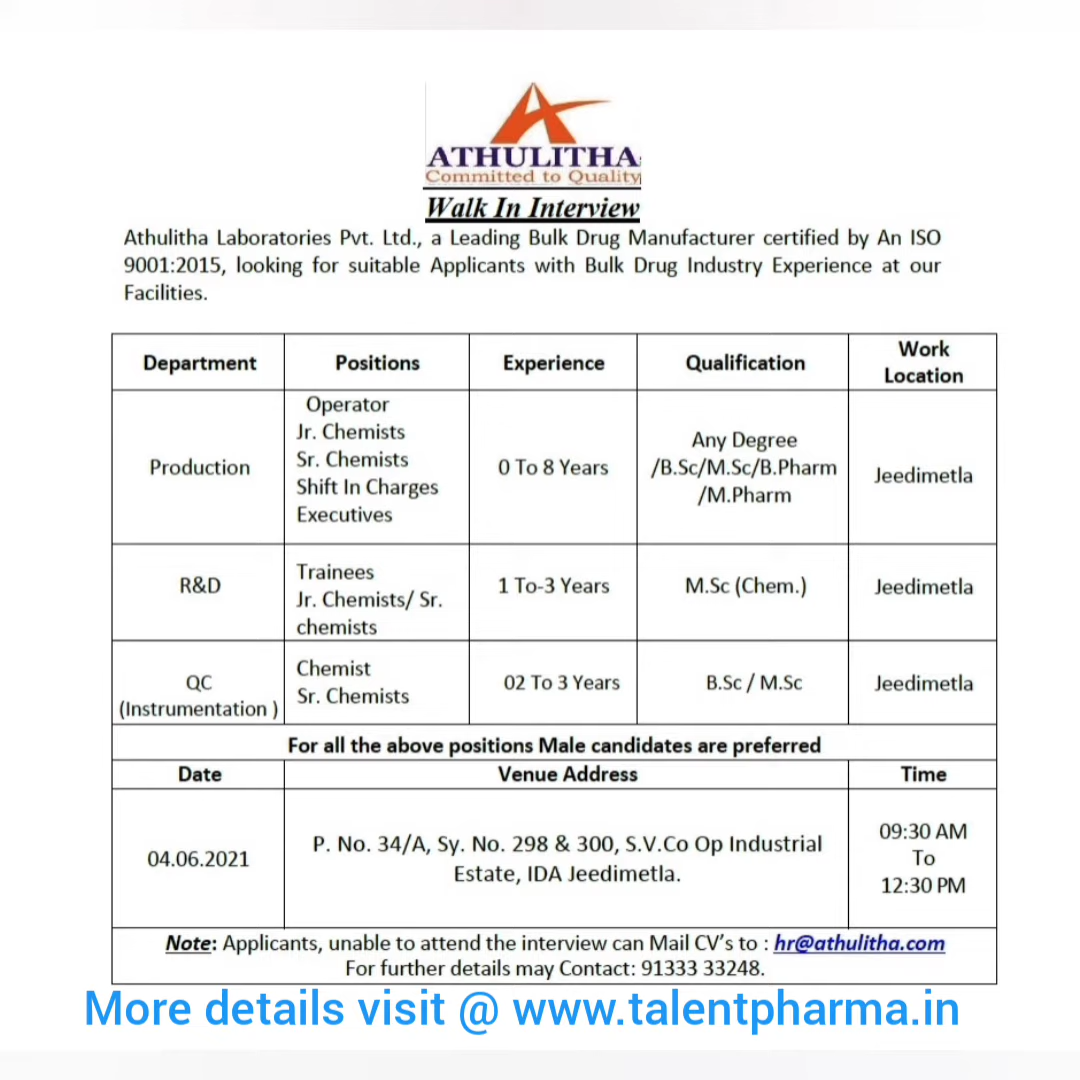 ATHULITHA
Committed to Quality
Walk In Interview
Athulitha Laboratories Pvt. Ltd., a Leading Bulk Drug Manufacturer certified by An ISO
9001:2015, looking for suitable Applicants with Bulk Drug Industry Experience at our
Facilities.
Department Positions Experience Qualification Work Location
Production
Operator
Jr. Chemists
Sr. Chemists
Shift In Charges
Executives
0 To 8 Years
Any Degree
/B.Sc/M.Sc/B.Pharm
/M.Pharm
Jeedimetla
R&D
Trainees
Jr. Chemists/ Sr.
chemists
1 To-3 Years
M.Sc (Chem.)
Jeedimetla
QC
(Instrumentation )
Chemist
Sr. Chemists
02 To 3 Years
B.Sc / M.Sc
Jeedimetla
For all the above positions Male candidates are preferred
Date Venue Address Time
04.06.2021
P. No. 34/A, Sy. No. 298 & 300, S.V.Co Op Industrial
Estate, IDA Jeedimetla.
09:30 AM
To
12:30 PM
Note: Applicants, unable to attend the interview can Mail CV's to : hr@athulitha.com
For further details may Contact: 91333 33248.
More details visit @ www.talentpharma.in